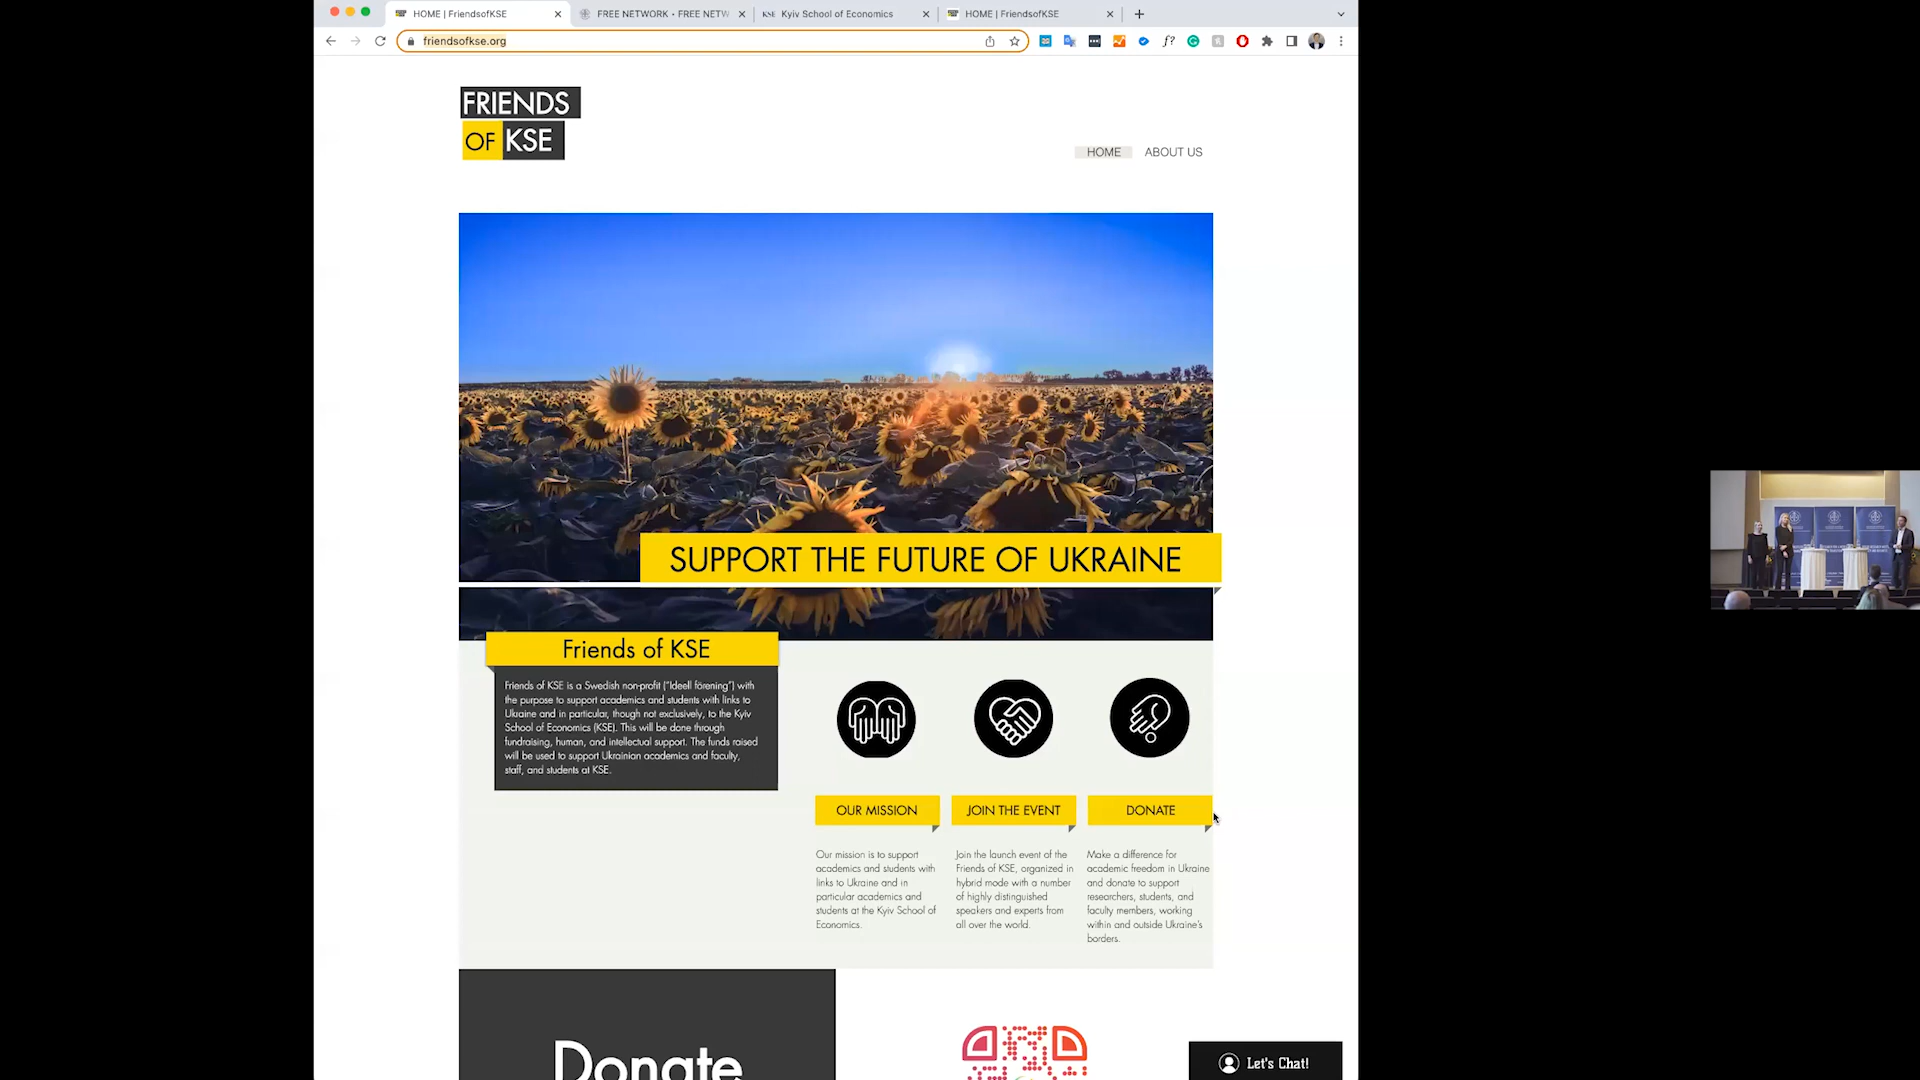 HOME | FriendsofKSE
FREE NETWORK • FREE NETW
KSE Kyiv School of Economics
HOME | FriendsofKSE
friendsofkse.org
FRIENDS
OF KSE
HOME ABOUT US
SUPPORT THE FUTURE OF UKRAINE
Friends of KSE
Friends of KSE is a Swedish non-profit ("Ideell förening") with
the purpose to support academics and students with links to
Ukraine and in particular, though not exclusively, to the Kyiv
School of Economics (KSE). This will be done through
fundraising, human, and intellectual support. The funds raised
will be used to support Ukrainian academics and faculty,
staff, and students at KSE.
OUR MISSION
Our mission is to support
academics and students with
links to Ukraine and in
particular academics and
students at the Kyiv School of
Economics.
JOIN THE EVENT
Join the launch event of the
Friends of KSE, organized in
hybrid mode with a number
of highly distinguished
speakers and experts from
all over the world.
DONATE
Make a difference for
academic freedom in Ukraine
and donate to support
researchers, students, and
faculty members, working
within and outside Ukraine's
borders.
Donate
Let's Chat!